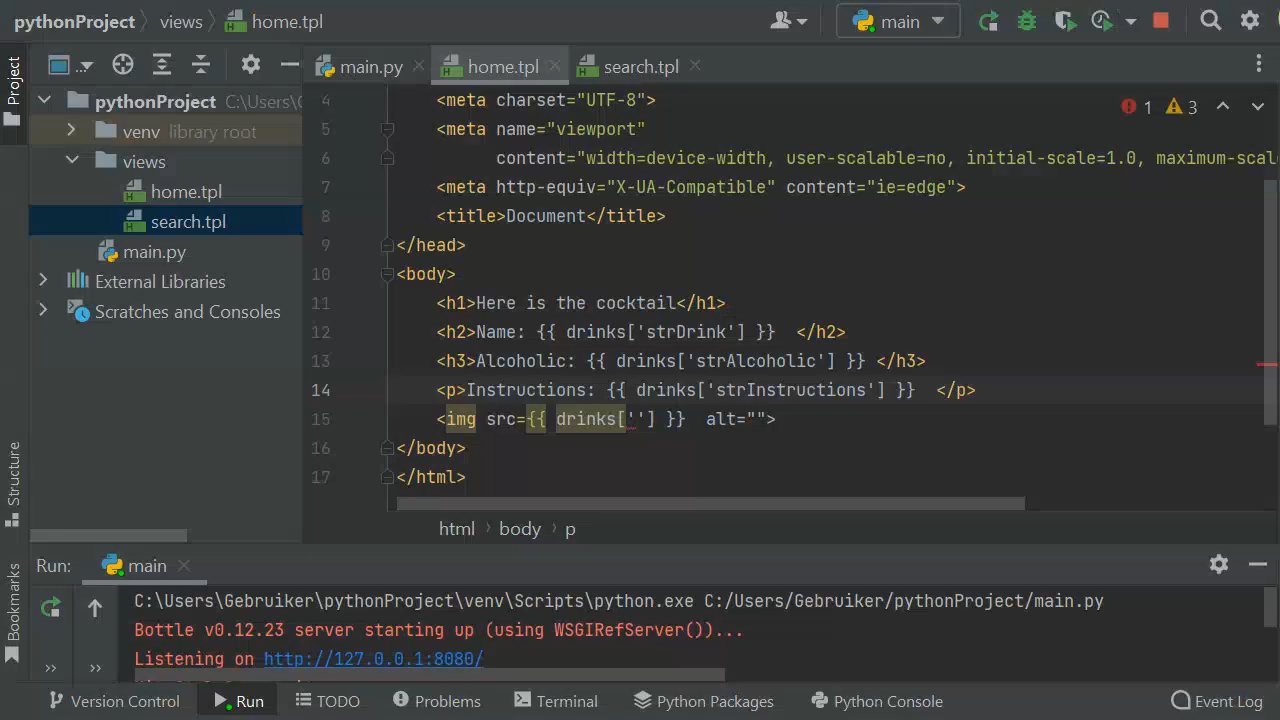 pythonProject
views
home.tpl
main
Project
main.py
home.tpl
search.tpl
pythonProject C:\Users\
venv library root
views
home.tpl
search.tpl
main.py
External Libraries
Scratches and Consoles
1
3
4 <meta charset="UTF-8">
5 <meta name="viewport"
6 content="width=device-width, user-scalable=no, initial-scale=1.0, maximum-scal
7 <meta http-equiv="X-UA-Compatible" content="ie=edge">
8 <title>Document</title>
9 </head>
10 <body>
11 <h1>Here is the cocktail</h1>
12 <h2>Name: {{ drinks['strDrink'] }}  </h2>
13 <h3>Alcoholic: {{ drinks['strAlcoholic'] }} </h3>
14 <p>Instructions: {{ drinks['strInstructions'] }}  </p>
15 <img src={{ drinks[''] }}  alt="">
16 </body>
17 </html>
html
body
p
Structure
Bookmarks
Run:
main
C:\Users\Gebruiker\pythonProject\venv\Scripts\python.exe C:/Users/Gebruiker/pythonProject/main.py
Bottle v0.12.23 server starting up (using WSGIRefServer())...
Listening on http://127.0.0.1:8080/
Version Control
Run
TODO
Problems
Terminal
Python Packages
Python Console
Event Log